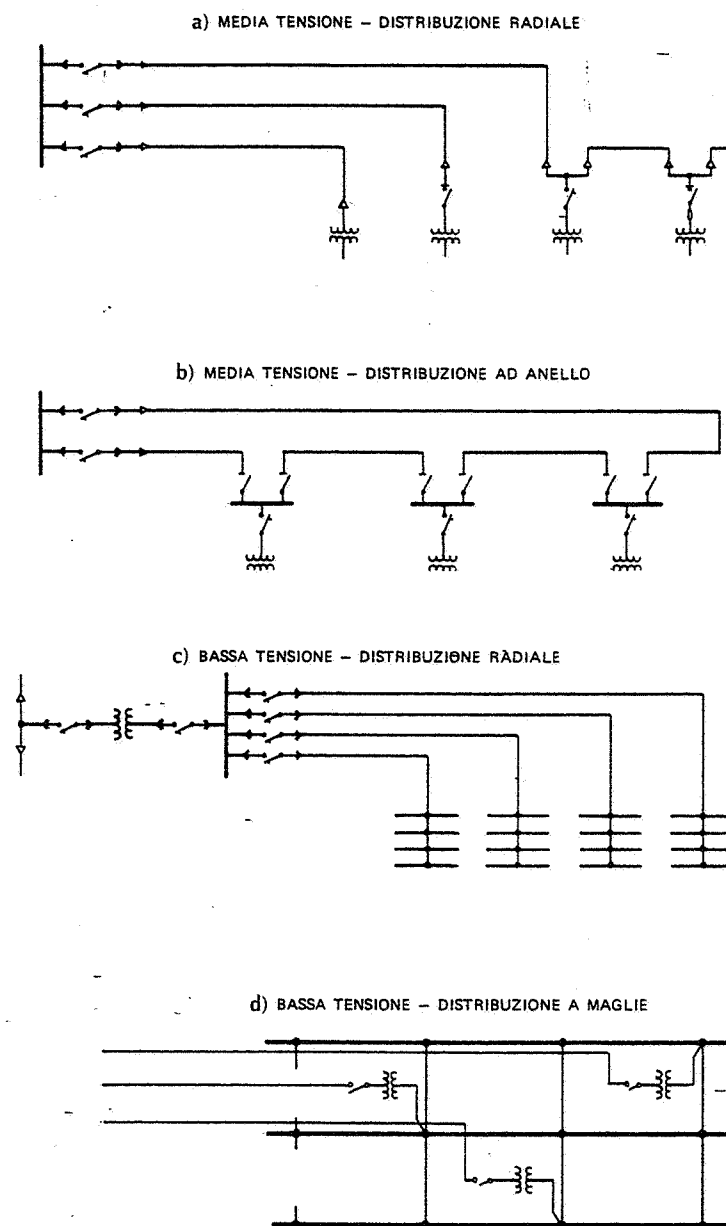 a) MEDIA TENSIONE – DISTRIBUZIONE RADIALE
b) MEDIA TENSIONE – DISTRIBUZIONE AD ANELLO
c) BASSA TENSIONE – DISTRIBUZIONE RADIALE
d) BASSA TENSIONE – DISTRIBUZIONE A MAGLIE